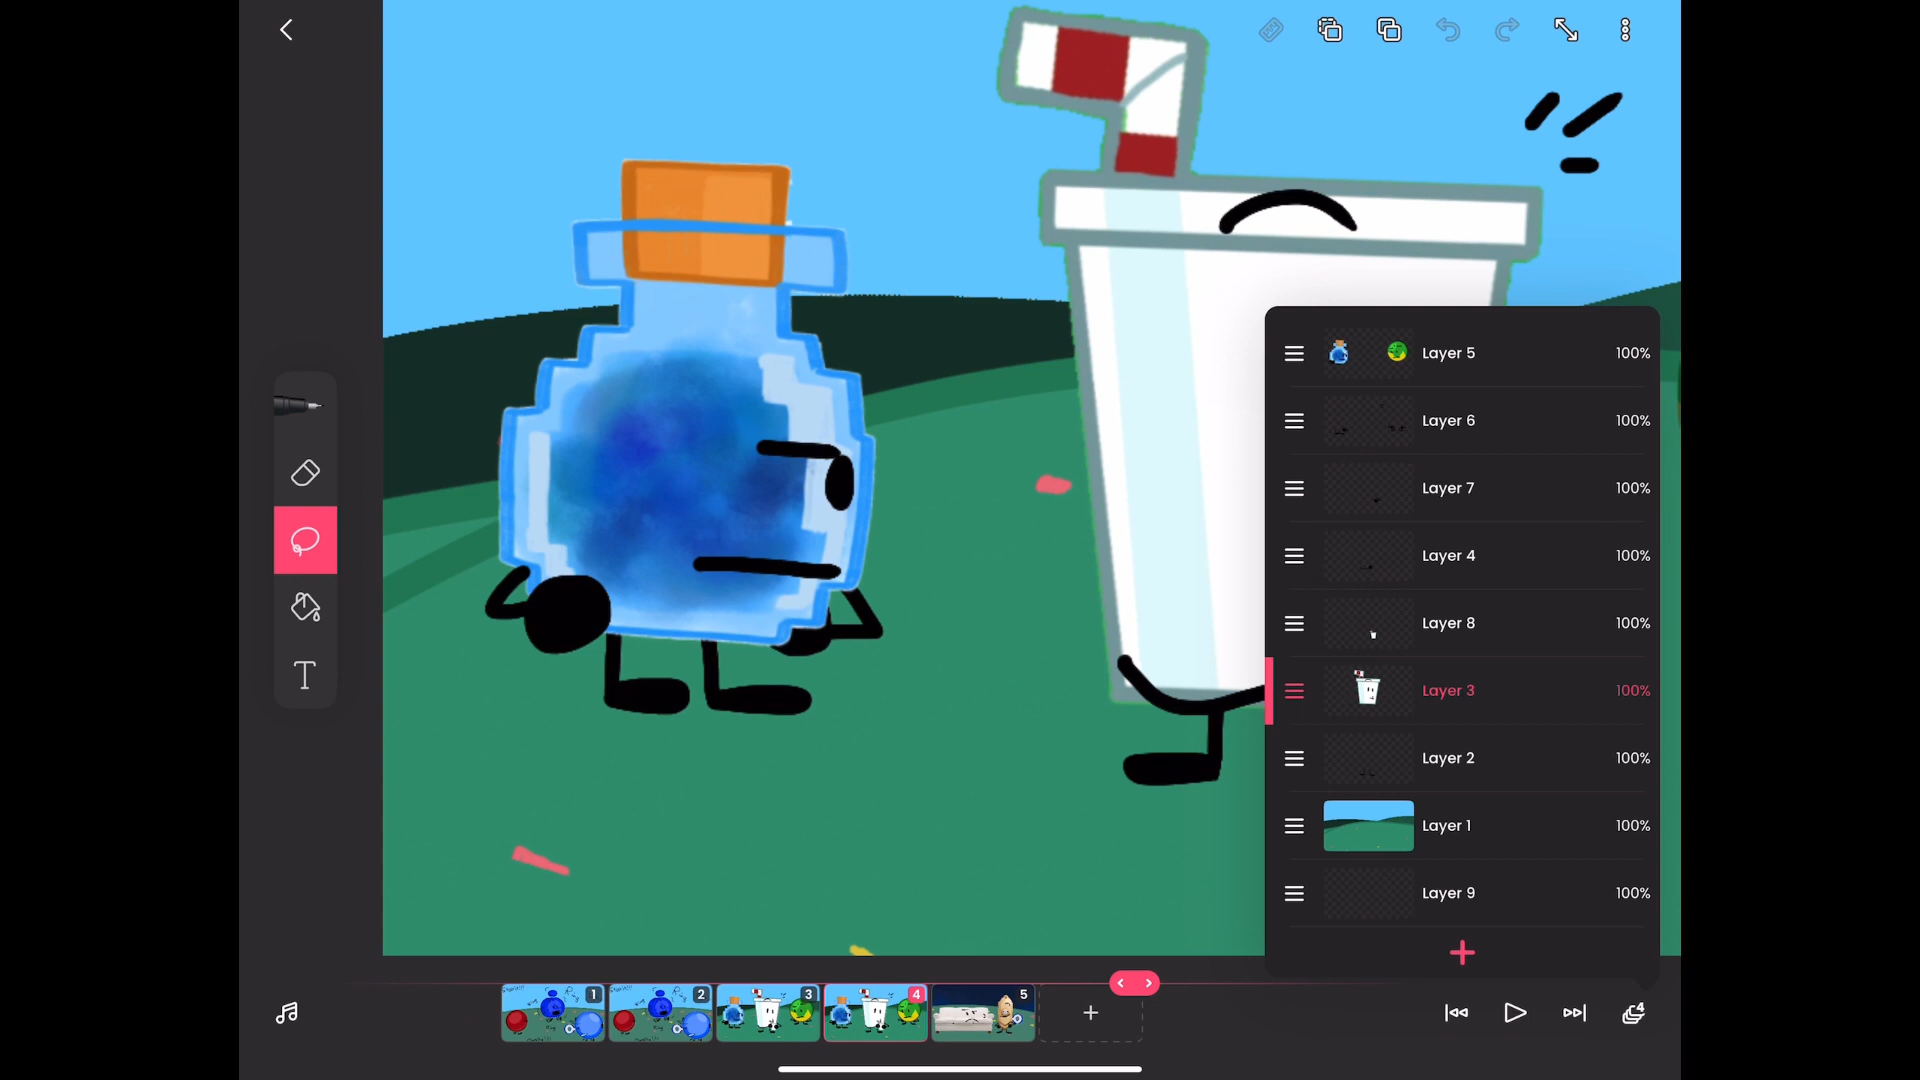 Layer 5 100%
Layer 6 100%
Layer 7 100%
Layer 4 100%
Layer 8 100%
Layer 3 100%
Layer 2 100%
Layer 1 100%
Layer 9 100%
T
1 2 3 4 5
4